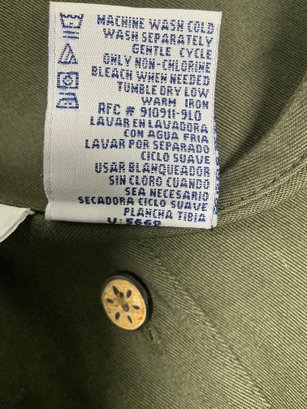 MACHINE WASH COLD
WASH SEPARATELY
GENTLE CYCLE
ONLY NON-CHLORINE
BLEACH WHEN NEEDED
TUMBLE DRY LOW
WARM IRON
RFC # 910911-9L0
LAVAR EN LAVADORA
CON AGUA FRIA
LAVAR POR SEPARADO
CICLO SUAVE
USAR BLANQUEADOR
SIN CLORO CUANDO
SEA NECESARIO
SECADORA CICLO SUAVE
PLANCHA TIBIA